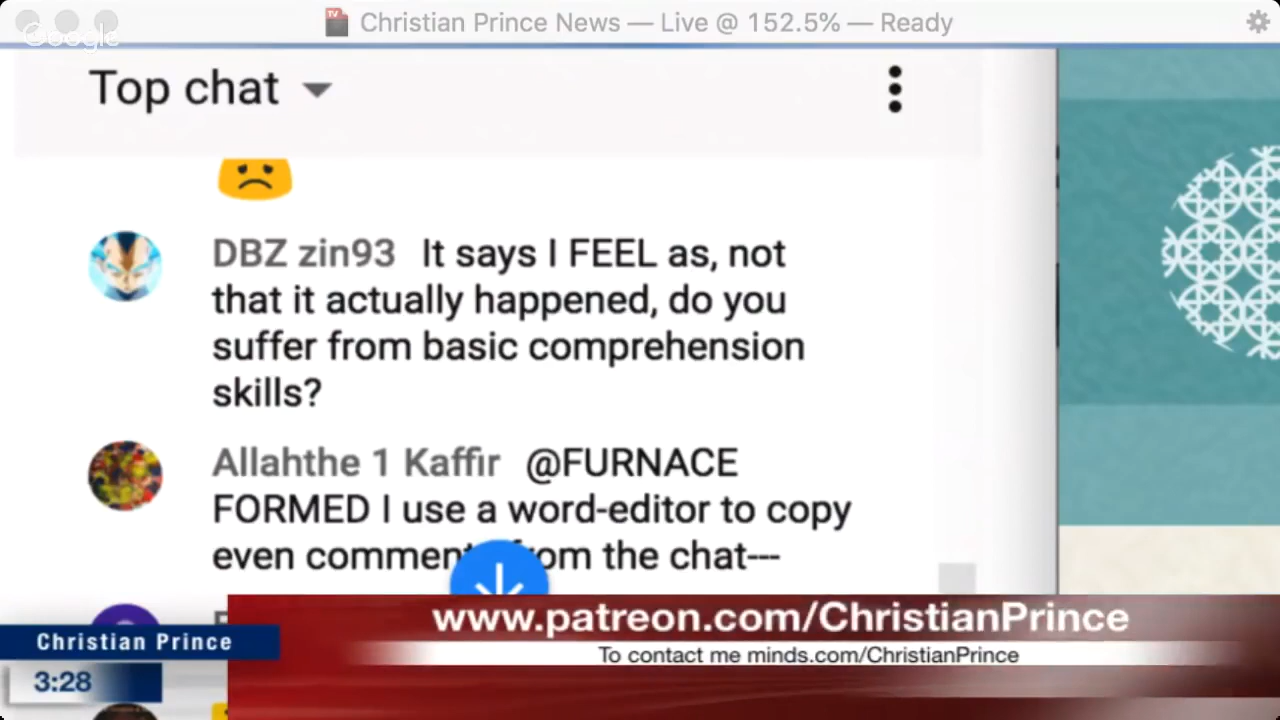 Christian Prince News — Live @ 152.5% — Ready
Google
Top chat
DBZ zin93 It says I FEEL as, not
that it actually happened, do you
suffer from basic comprehension
skills?
Allahthe 1 Kaffir @FURNACE
FORMED I use a word-editor to copy
even comment from the chat---
www.patreon.com/ChristianPrince
Christian Prince
To contact me minds.com/ChristianPrince
3:28